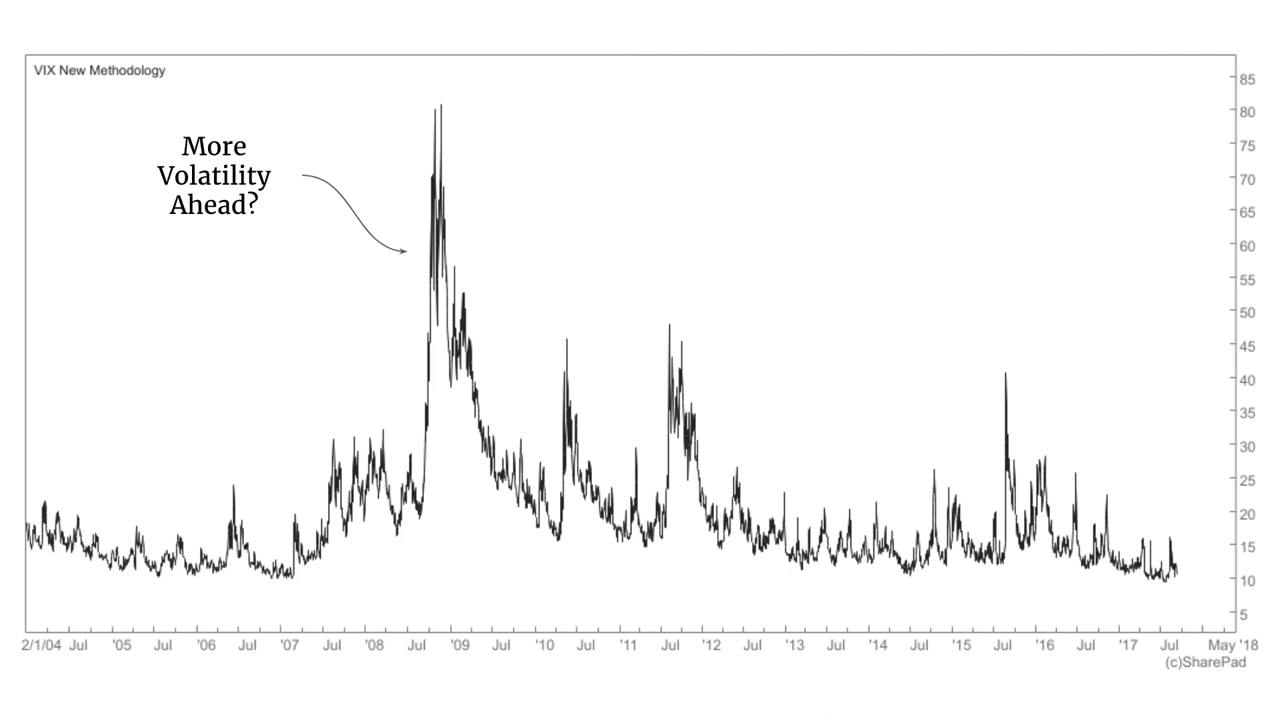 VIX New Methodology
More
Volatility
Ahead?
85
80
75
70
65
60
55
50
45
40
35
30
25
20
15
10
5
2/1/04 Jul '05 Jul '06 Jul '07 Jul '08 Jul '09 Jul '10 Jul '11 Jul '12 Jul '13 Jul '14 Jul '15 Jul '16 Jul '17 Jul May '18
(c)SharePad